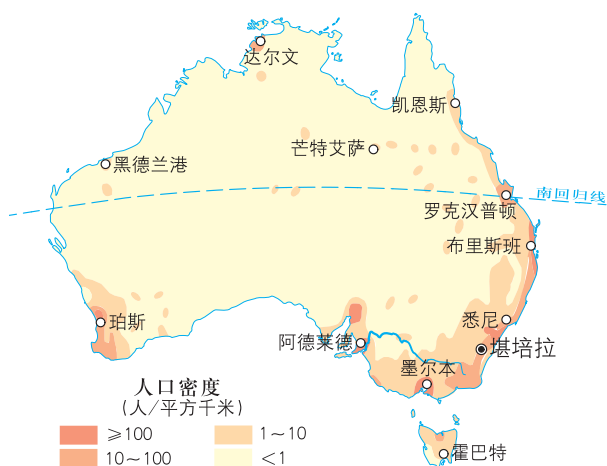 达尔文
凯恩斯
芒特艾萨
黑德兰港
南回归线
罗克汉普顿
布里斯班
珀斯
悉尼
阿德莱德
堪培拉
墨尔本
人口密度
(人/平方千米)
≥100 1~10
10~100 <1
霍巴特